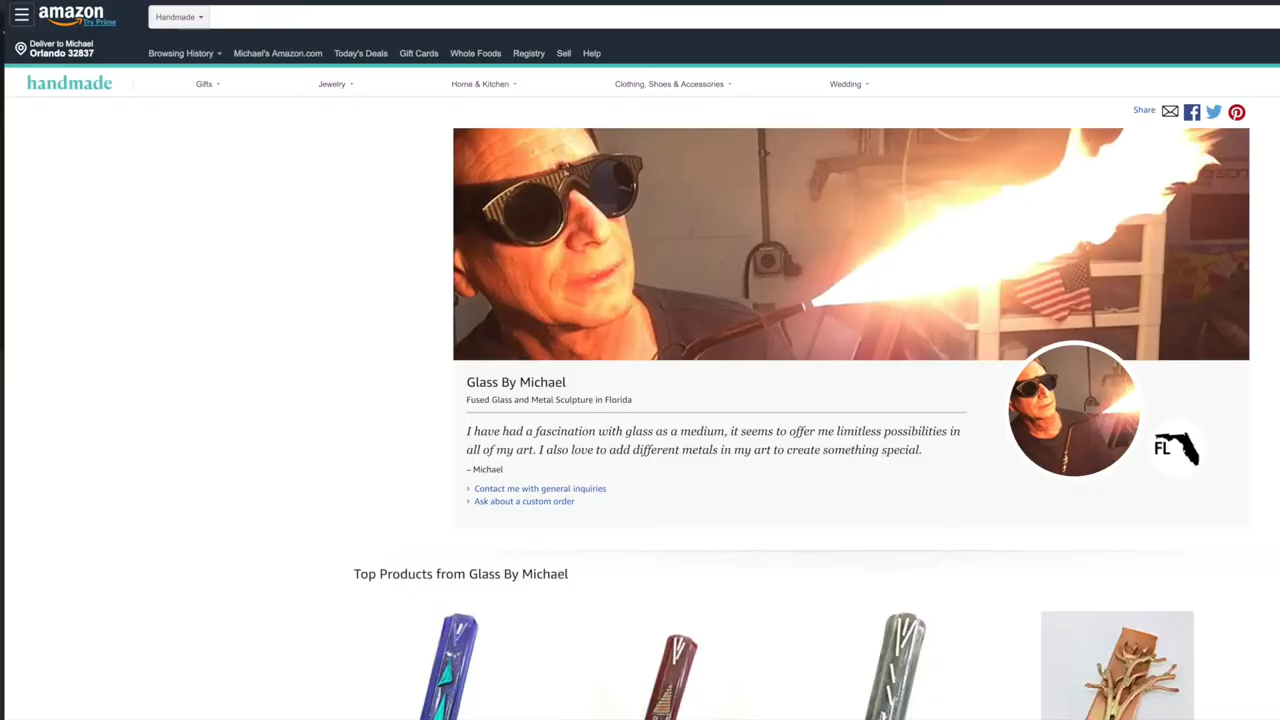 amazon
Try Prime
Handmade
Deliver to Michael
Orlando 32837
Browsing History
Michael's Amazon.com
Today's Deals
Gift Cards
Whole Foods
Registry
Sell
Help
handmade
Gifts
Jewelry
Home & Kitchen
Clothing, Shoes & Accessories
Wedding
Share
Glass By Michael
Fused Glass and Metal Sculpture in Florida
I have had a fascination with glass as a medium, it seems to offer me limitless possibilities in
all of my art. I also love to add different metals in my art to create something special.
– Michael
› Contact me with general inquiries
› Ask about a custom order
FL
Top Products from Glass By Michael